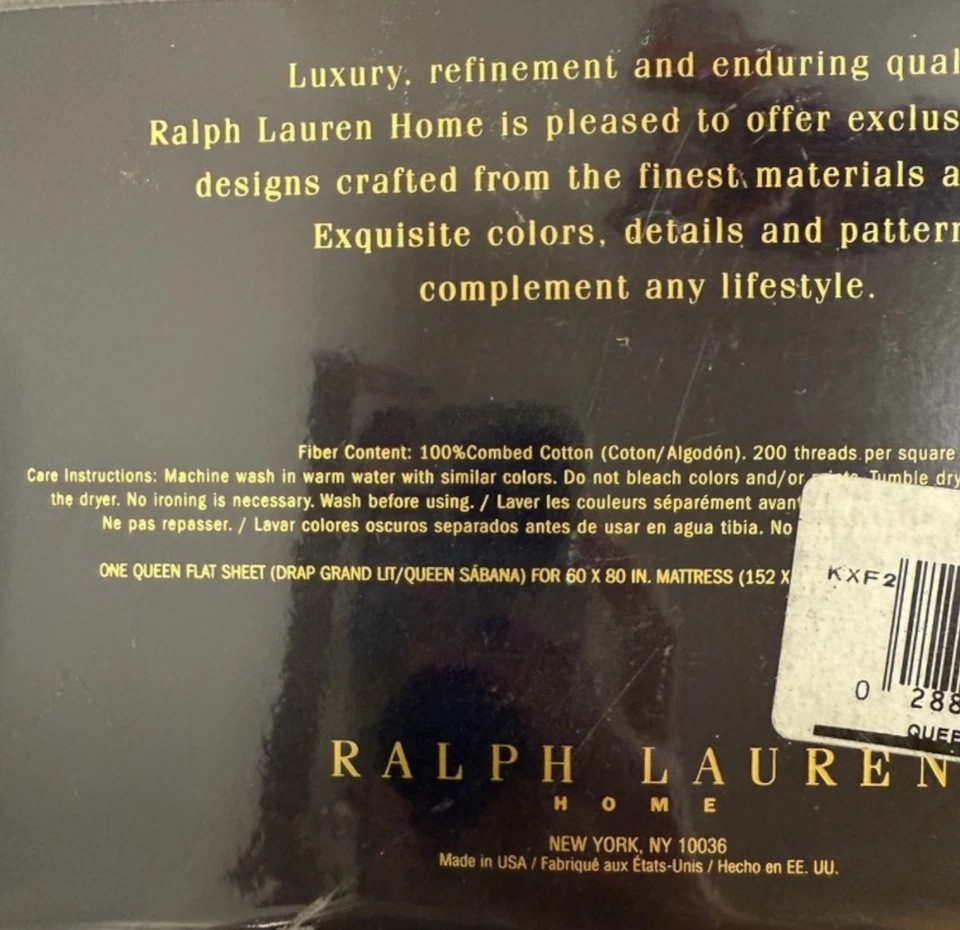 Luxury, refinement and enduring qual
Ralph Lauren Home is pleased to offer exclus
designs crafted from the finest materials a
Exquisite colors, details and pattern
complement any lifestyle.
Fiber Content: 100%Combed Cotton (Coton/Algodón). 200 threads per square
Care Instructions: Machine wash in warm water with similar colors. Do not bleach colors and/or Tumble dry
the dryer. No ironing is necessary. Wash before using. / Laver les couleurs séparément avant
Ne pas repasser. / Lavar colores oscuros separados antes de usar en agua tibia. No
ONE QUEEN FLAT SHEET (DRAP GRAND LIT/QUEEN SÁBANA) FOR 60 X 80 IN. MATTRESS (152 X
KXF2
0 288
QUEE
RALPH LAUREN
HOME
NEW YORK, NY 10036
Made in USA / Fabriqué aux États-Unis / Hecho en EE. UU.